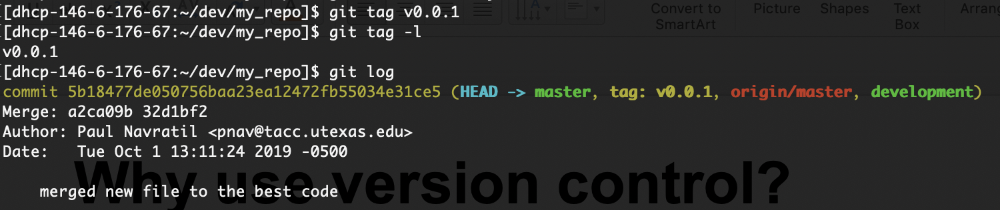 Convert to
SmartArt
Picture
Shapes
Text
Box
[dhcp-146-6-176-67:~/dev/my_repo]$ git tag v0.0.1
[dhcp-146-6-176-67:~/dev/my_repo]$ git tag -l
v0.0.1
[dhcp-146-6-176-67:~/dev/my_repo]$ git log
commit 5b18477de050756baa23ea12472fb55034e31ce5 (HEAD -> master, tag: v0.0.1, origin/master, development)
Merge: a2ca09b 32d1bf2
Author: Paul Navratil <pnav@tacc.utexas.edu>
Date:   Tue Oct 1 13:11:24 2019 -0500
Why use version control?
    merged new file to the best code